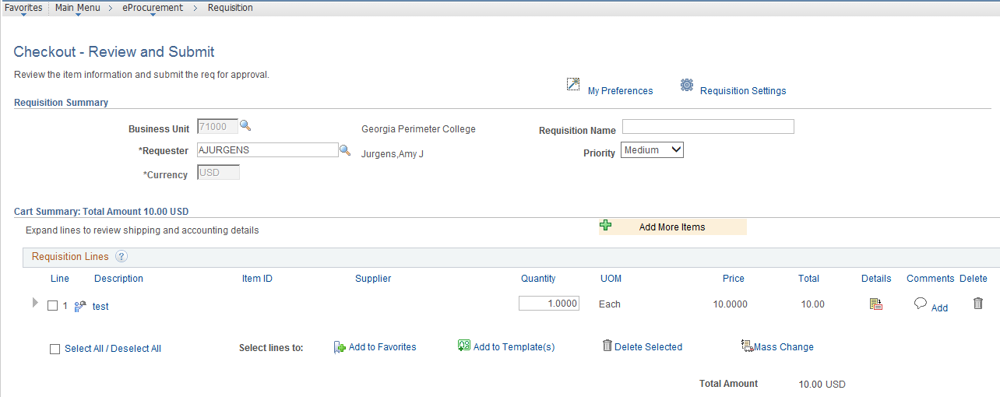 Favorites Main Menu > eProcurement > Requisition
Checkout - Review and Submit
Review the item information and submit the req for approval.
My Preferences Requisition Settings
Requisition Summary
Business Unit 71000 Georgia Perimeter College Requisition Name
*Requester AJURGENS Jurgens,Amy J Priority Medium
*Currency USD
Cart Summary: Total Amount 10.00 USD
Expand lines to review shipping and accounting details Add More Items
Requisition Lines ?
Line Description Item ID Supplier Quantity UOM Price Total Details Comments Delete
1 test 1.0000 Each 10.0000 10.00 Add
Select All / Deselect All Select lines to: Add to Favorites Add to Template(s) Delete Selected Mass Change
Total Amount 10.00 USD